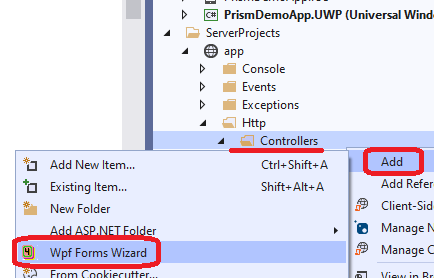 PrismDemoApp.UWP (Universal Wind
ServerProjects
app
Console
Events
Exceptions
Http
Controllers
Add New Item... Ctrl+Shift+A
Existing Item... Shift+Alt+A
New Folder
Add ASP.NET Folder
Wpf Forms Wizard
From Cookiecutter...
Add
Add Refer
Client-Sid
Manage N
Manage C
View in Br